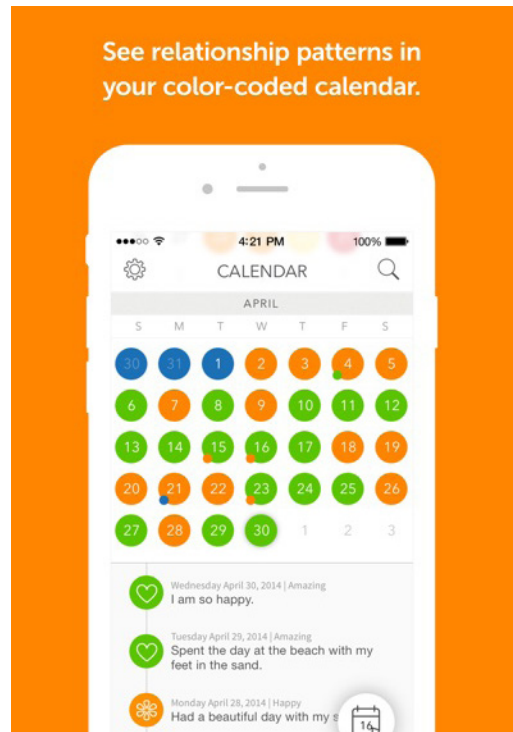 See relationship patterns in
your color-coded calendar.
4:21 PM 100%
CALENDAR
APRIL
S M T W T F S
30 31 1 2 3 4 5
6 7 8 9 10 11 12
13 14 15 16 17 18 19
20 21 22 23 24 25 26
27 28 29 30 1 2 3
Wednesday April 30, 2014 | Amazing
I am so happy.
Tuesday April 29, 2014 | Amazing
Spent the day at the beach with my
feet in the sand.
Monday April 28, 2014 | Happy
Had a beautiful day with my
16